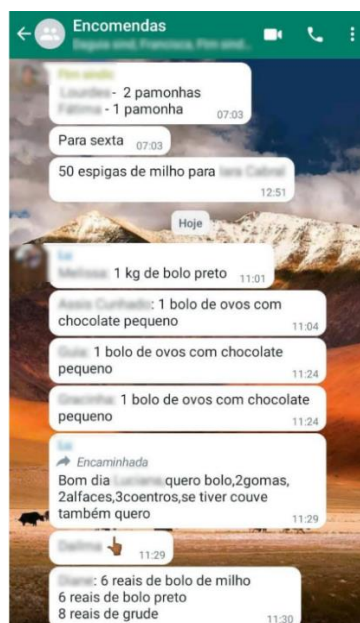 Encomendas
- 2 pamonhas
- 1 pamonha
07:03
Para sexta 07:03
50 espigas de milho para
12:51
Hoje
1 kg de bolo preto 11:01
: 1 bolo de ovos com
chocolate pequeno
11:04
1 bolo de ovos com chocolate
pequeno
11:24
1 bolo de ovos com chocolate
pequeno
11:24
Encaminhada
Bom dia ,quero bolo,2gomas,
2alfaces,3coentros,se tiver couve
também quero
11:29
11:29
: 6 reais de bolo de milho
6 reais de bolo preto
8 reais de grude
11:30